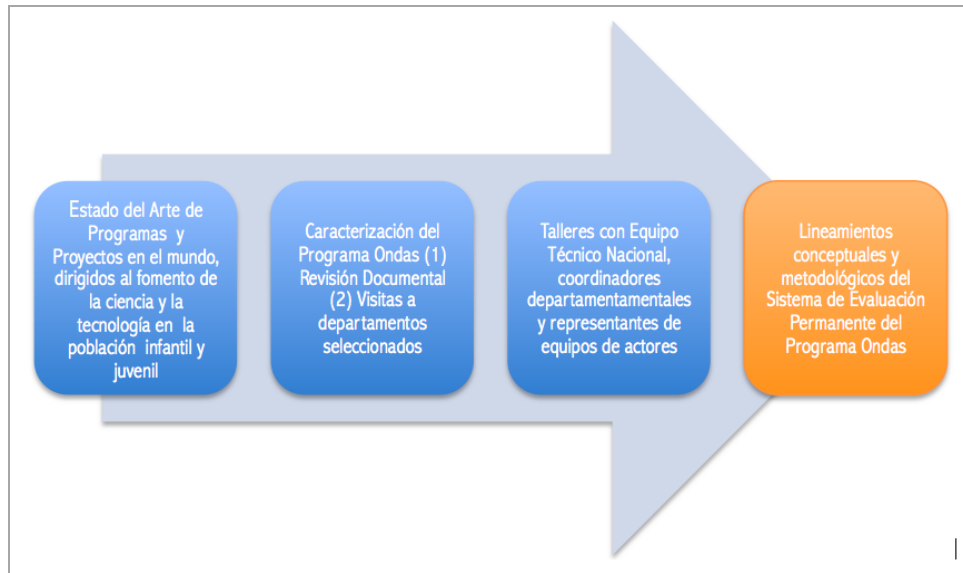 Estado del Arte de
Programas y
Proyectos en el mundo,
dirigidos al fomento de
la ciencia y la
tecnología en la
población infantil y
juvenil
Caracterización del
Programa Ondas (1)
Revisión Documental
(2) Visitas a
departamentos
seleccionados
Talleres con Equipo
Técnico Nacional,
coordinadores
departamentamentales
y representantes de
equipos de actores
Lineamientos
conceptuales y
metodológicos del
Sistema de Evaluación
Permanente del
Programa Ondas